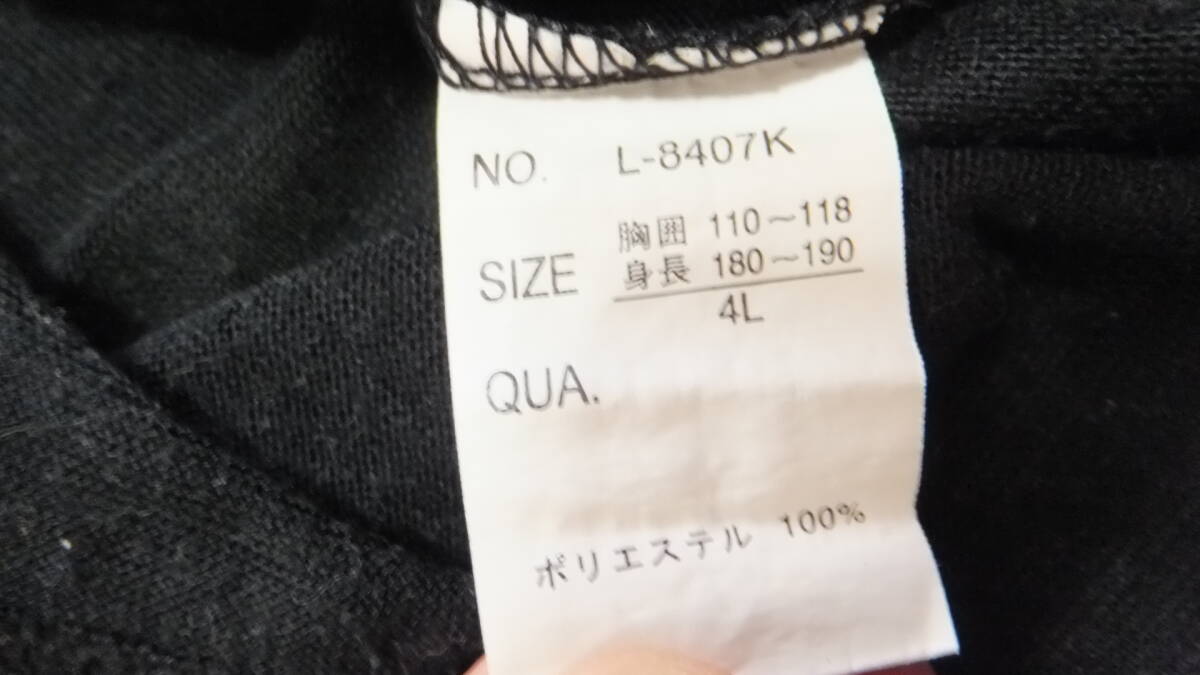 NO. L-8407K
胸囲 110～118
SIZE 身長 180～190
4L
QUA.
ポリエステル 100%